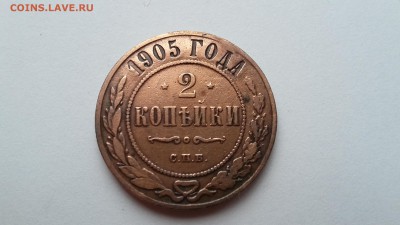 COINS.LAVE.RU
1905 ГОДА
2
КОПѢЙКИ
С.П.Б.